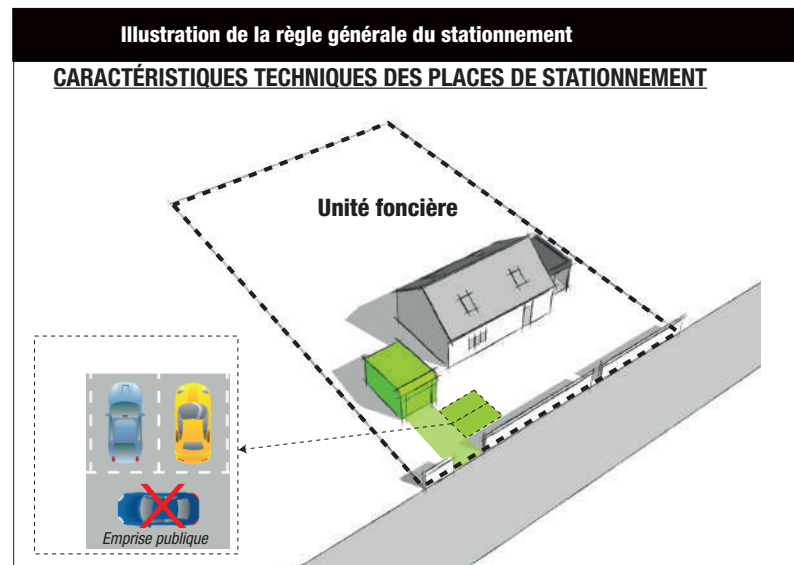 Illustration de la règle générale du stationnement
CARACTÉRISTIQUES TECHNIQUES DES PLACES DE STATIONNEMENT
Unité foncière
Emprise publique